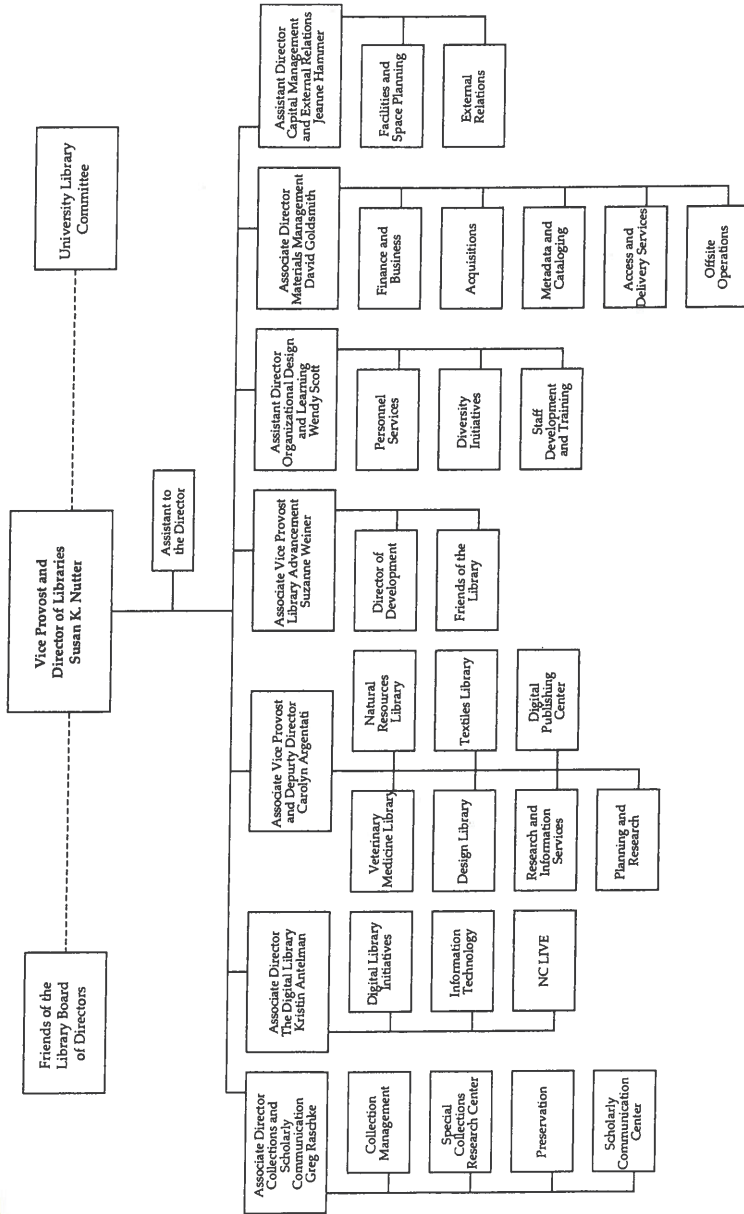 Friends of the
Library Board
of Directors
Vice Provost and
Director of Libraries
Susan K. Nutter
University Library
Committee
Assistant to
the Director
Associate Director
Collections and
Scholarly
Communication
Greg Raschke
Collection
Management
Special
Collections
Research Center
Preservation
Scholarly
Communication
Center
Associate Director
The Digital Library
Kristin Antelman
Digital Library
Initiatives
Information
Technology
NC LIVE
Associate Vice Provost
and Depurty Director
Carolyn Argentati
Veterinary
Medicine Library
Natural
Resources
Library
Design Library
Textiles Library
Research and
Information
Services
Digital
Publishing
Center
Planning and
Research
Associate Vice Provost
Library Advancement
Suzanne Weiner
Director of
Development
Friends of the
Library
Assistant Director
Organizational Design
and Learning
Wendy Scott
Personnel
Services
Diversity
Initiatives
Staff
Development
and Training
Associate Director
Materials Management
David Goldsmith
Finance and
Business
Acquisitions
Metadata and
Cataloging
Access and
Delivery Services
Offsite
Operations
Assistant Director
Capital Management
and External Relations
Jeanne Hammer
Facilities and
Space Planning
External
Relations